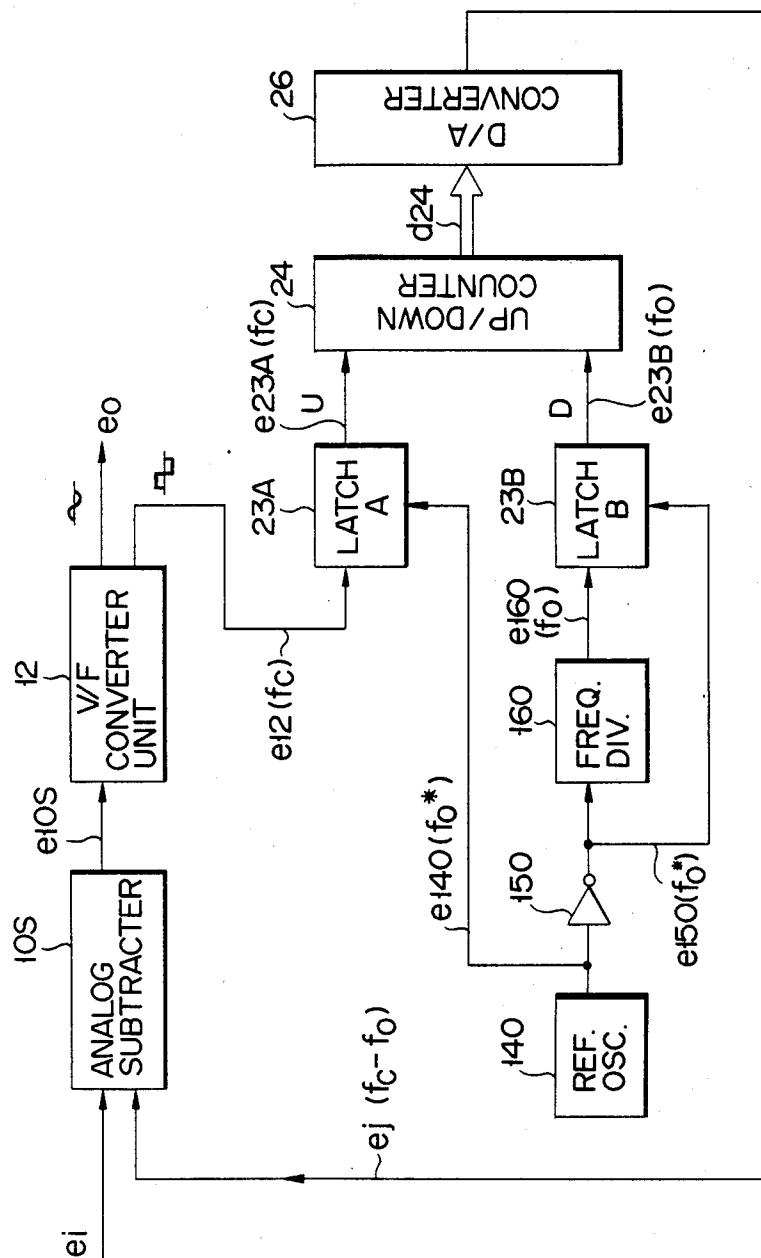 ei
10S
ANALOG
SUBTRACTER
e10S
12
V/F
CONVERTER
UNIT
eo
e12(fc)
ej (fc-fo)
23A
LATCH
A
e23A(fc)
U
24
UP/DOWN
COUNTER
d24
26
D/A
CONVERTER
e140(fo*)
140
REF.
OSC.
150
e150(fo*)
160
FREQ.
DIV.
e160
(fo)
23B
LATCH
B
D
e23B(fo)